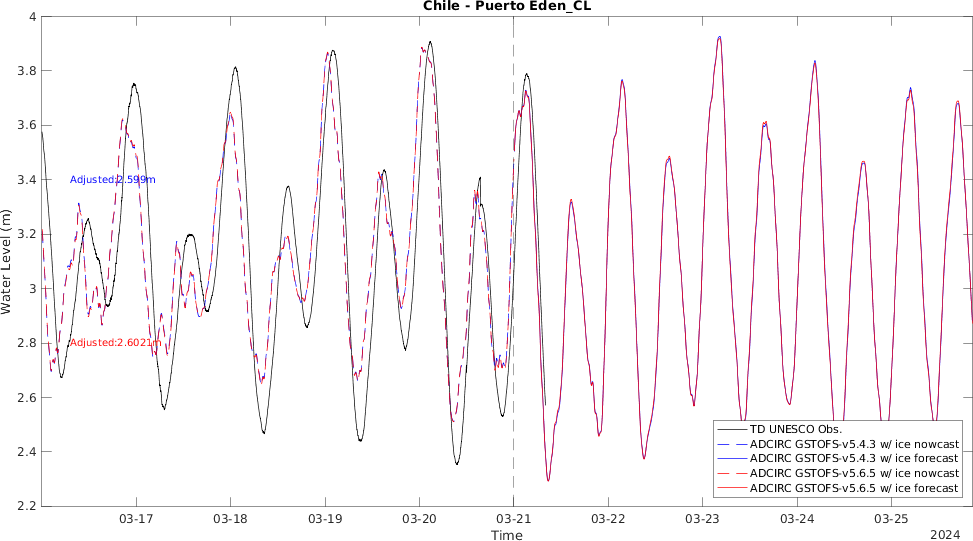 Chile - Puerto Eden_CL
4
3.8
3.6
3.4
3.2
3
2.8
2.6
2.4
2.2
Water Level (m)
Adjusted:2.599m
Adjusted:2.6021m
TD UNESCO Obs.
ADCIRC GSTOFS-v5.4.3 w/ ice nowcast
ADCIRC GSTOFS-v5.4.3 w/ ice forecast
ADCIRC GSTOFS-v5.6.5 w/ ice nowcast
ADCIRC GSTOFS-v5.6.5 w/ ice forecast
03-17 03-18 03-19 03-20 03-21 03-22 03-23 03-24 03-25
Time
2024